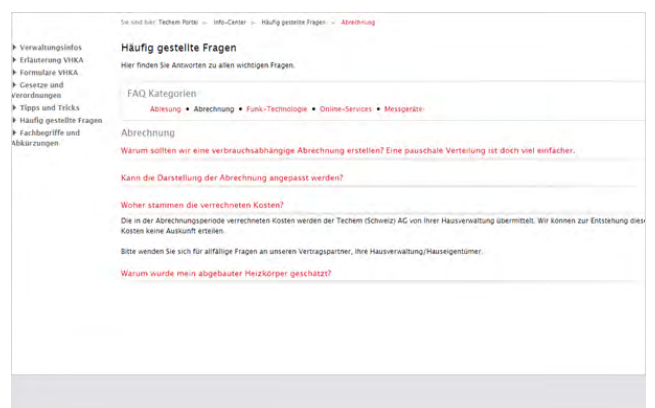 Sie sind hier: Techem Portal > Info-Center > Häufig gestellte Fragen > Abrechnung
Verwaltungsinfos
Erläuterung VHKA
Formulare VHKA
Gesetze und
Verordnungen
Tipps und Tricks
Häufig gestellte Fragen
Fachbegriffe und
Abkürzungen
Häufig gestellte Fragen
Hier finden Sie Antworten zu allen wichtigen Fragen.
FAQ Kategorien
Ablesung • Abrechnung • Funk-Technologie • Online-Services • Messgeräte
Abrechnung
Warum sollten wir eine verbrauchsabhängige Abrechnung erstellen? Eine pauschale Verteilung ist doch viel einfacher.
Kann die Darstellung der Abrechnung angepasst werden?
Woher stammen die verrechneten Kosten?
Die in der Abrechnungsperiode verrechneten Kosten werden der Techem (Schweiz) AG von Ihrer Hausverwaltung übermittelt. Wir können zur Entstehung diese
Kosten keine Auskunft erteilen.
Bitte wenden Sie sich für allfällige Fragen an unseren Vertragspartner, Ihre Hausverwaltung/Hauseigentümer.
Warum wurde mein abgebauter Heizkörper geschätzt?